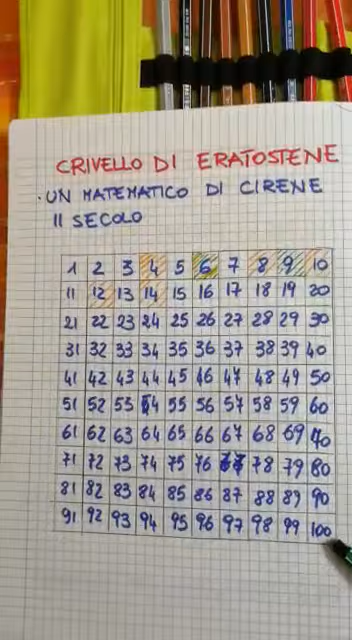 CRIVELLO DI ERATOSTENE
. UN MATEMATICO DI CIRENE
II SECOLO
1 2 3 4 5 6 7 8 9 10
11 12 13 14 15 16 17 18 19 20
21 22 23 24 25 26 27 28 29 30
31 32 33 34 35 36 37 38 39 40
41 42 43 44 45 46 47 48 49 50
51 52 53 54 55 56 57 58 59 60
61 62 63 64 65 66 67 68 69 70
71 72 73 74 75 76 77 78 79 80
81 82 83 84 85 86 87 88 89 90
91 92 93 94 95 96 97 98 99 100